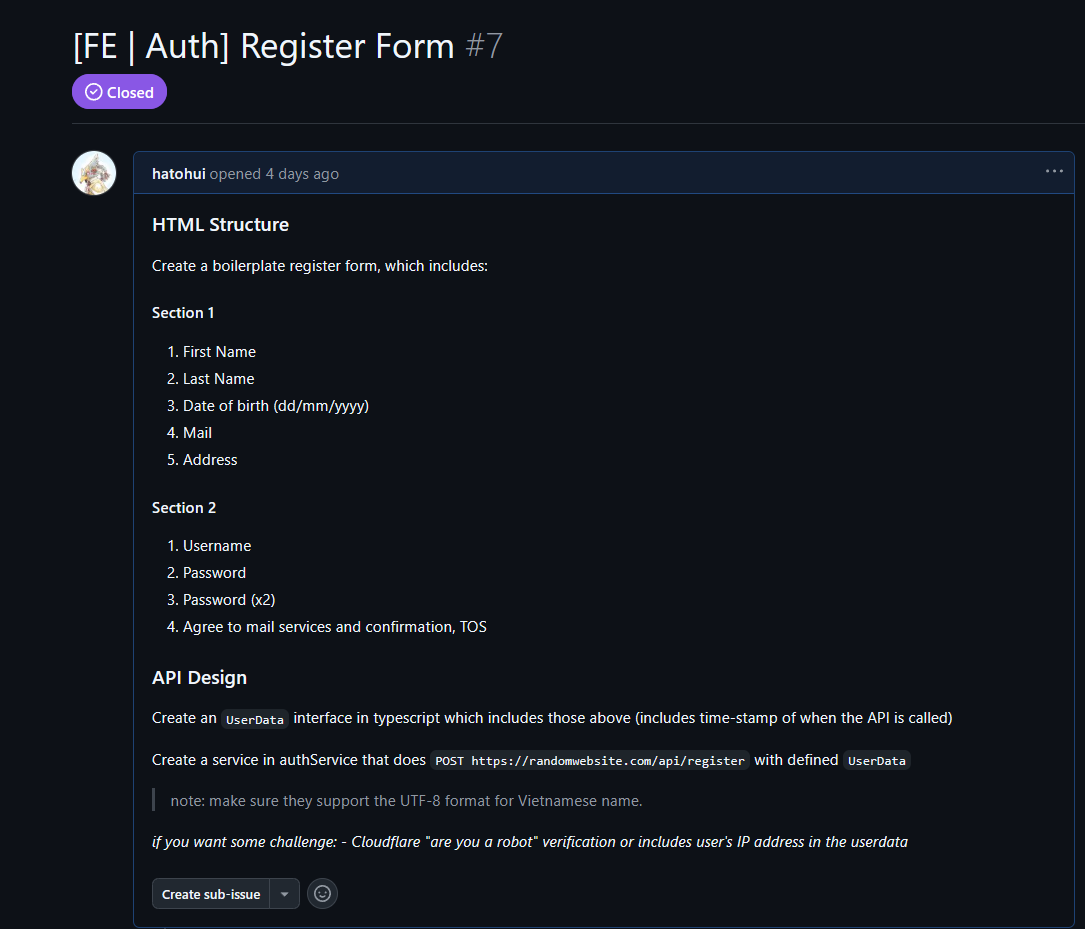 [FE | Auth] Register Form #7
Closed
hatohui opened 4 days ago
HTML Structure
Create a boilerplate register form, which includes:
Section 1
1. First Name
2. Last Name
3. Date of birth (dd/mm/yyyy)
4. Mail
5. Address
Section 2
1. Username
2. Password
3. Password (x2)
4. Agree to mail services and confirmation, TOS
API Design
Create an UserData interface in typescript which includes those above (includes time-stamp of when the API is called)
Create a service in authService that does POST https://randomwebsite.com/api/register with defined UserData
note: make sure they support the UTF-8 format for Vietnamese name.
if you want some challenge: - Cloudflare "are you a robot" verification or includes user's IP address in the userdata
Create sub-issue